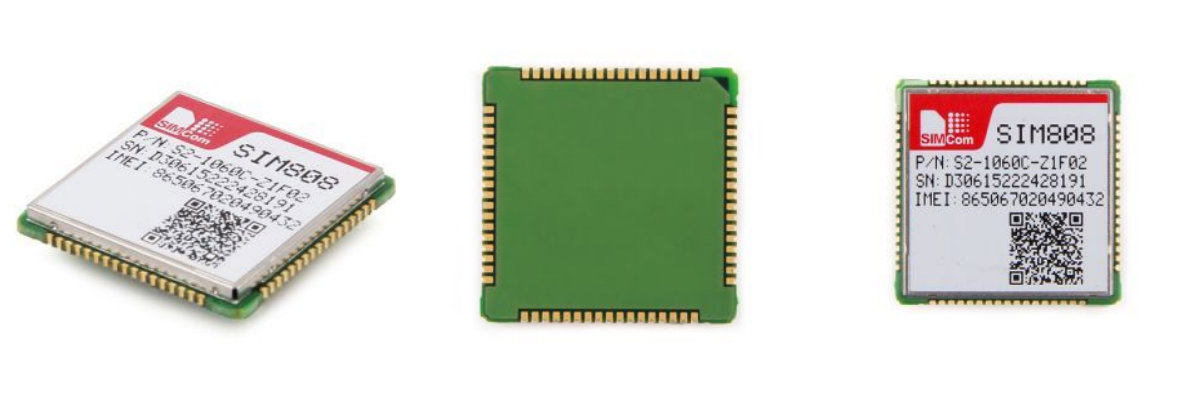 SIMCom
SIM808
P/N: S2-1060C-Z1F02
SN: D30615222428191
IMEI: 865067020490432
SIMCom
SIM808
P/N: S2-1060C-Z1F02
SN: D30615222428191
IMEI: 865067020490432